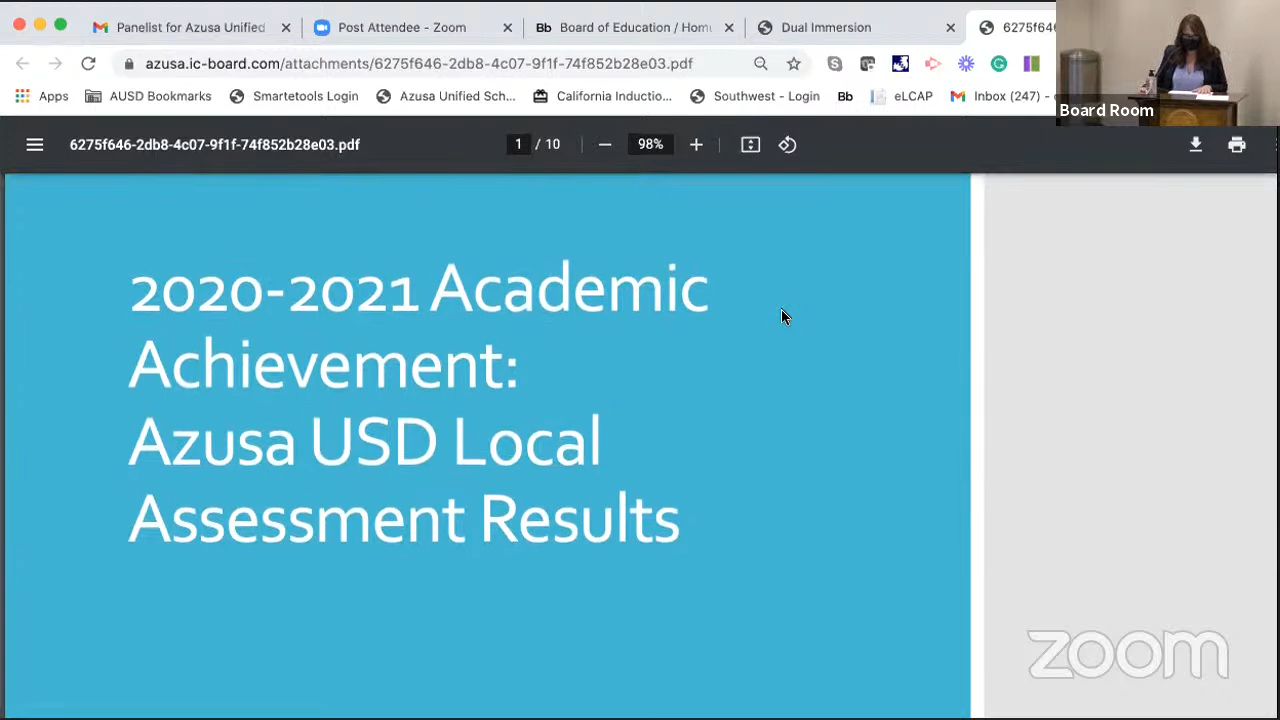 Panelist for Azusa Unified
Post Attendee - Zoom
Bb Board of Education / Hom
Dual Immersion
6275f646
azusa.ic-board.com/attachments/6275f646-2db8-4c07-9f1f-74f852b28e03.pdf
Apps
AUSD Bookmarks
Smartetools Login
Azusa Unified Sch...
California Inductio...
Southwest - Login
Bb
eLCAP
Inbox (247) -
Board Room
6275f646-2db8-4c07-9f1f-74f852b28e03.pdf
1 / 10
98%
2020-2021 Academic
Achievement:
Azusa USD Local
Assessment Results
zoom